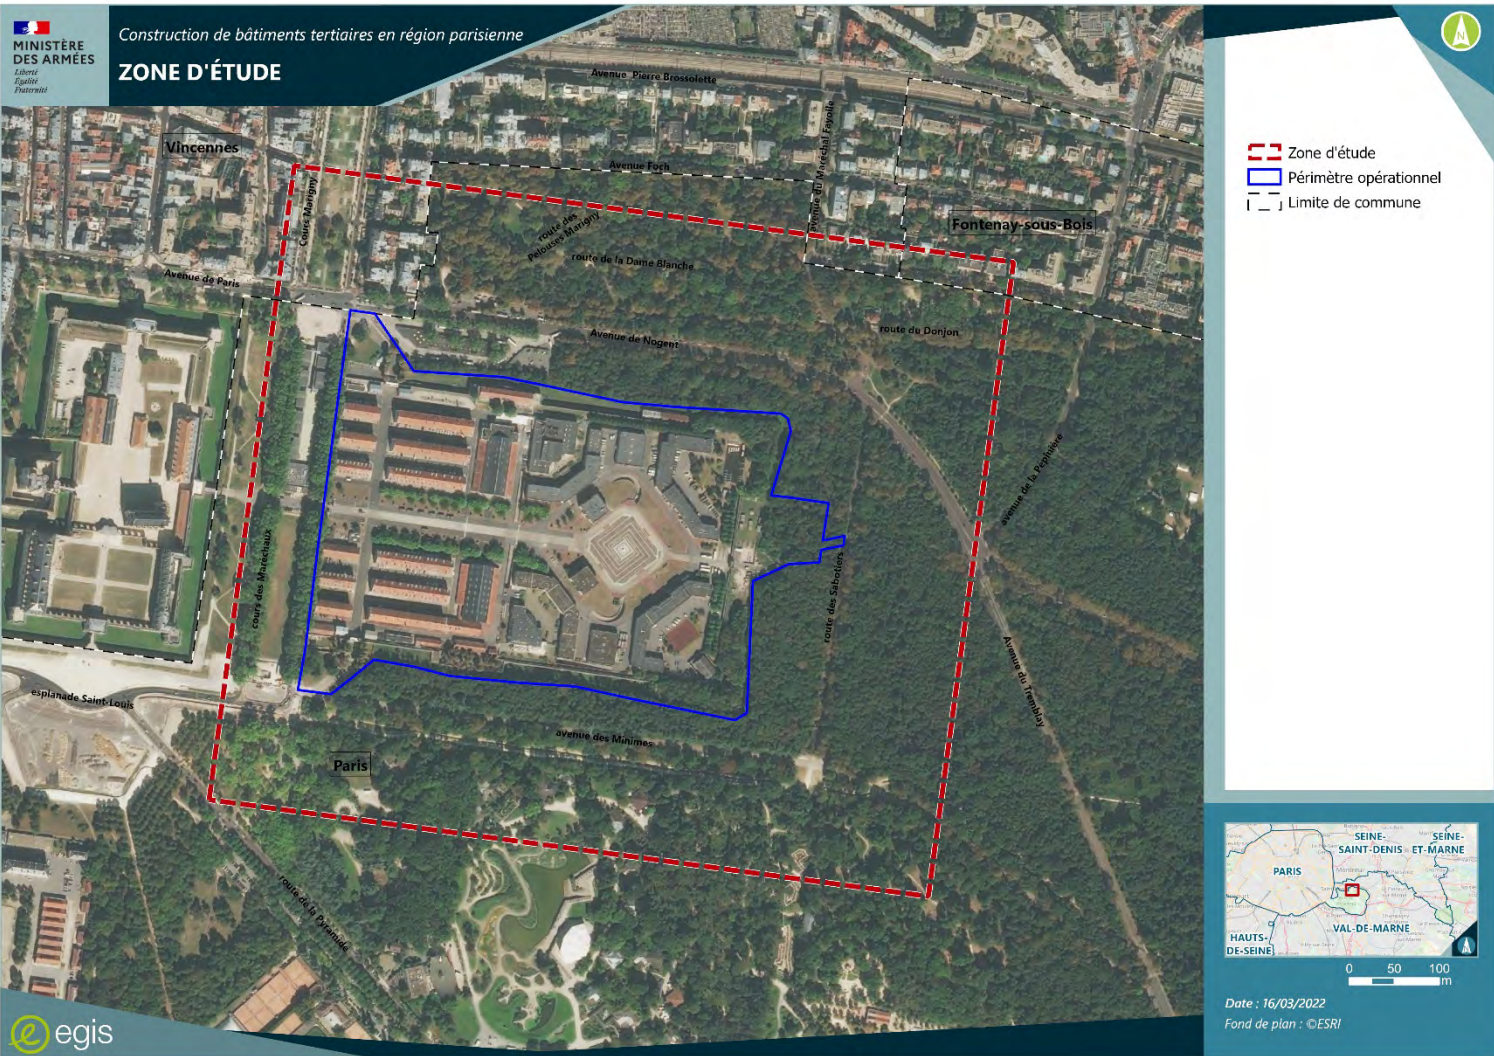 MINISTÈRE
DES ARMÉES
Liberté
Égalité
Fraternité
Construction de bâtiments tertiaires en région parisienne
ZONE D'ÉTUDE
N
Zone d'étude
Périmètre opérationnel
Limite de commune
Avenue Pierre Brossolette
Vincennes
Avenue Foch
avenue du Maréchal Fayolle
Cours Marigny
Fontenay-sous-Bois
route des
Pelouses Marigny
route de la Dame Blanche
Avenue de Paris
Avenue de Nogent
route du Donjon
avenue de la Pépinière
cours des Maréchaux
route des Sabotiers
Avenue du Tremblay
esplanade Saint-Louis
avenue des Minimes
Paris
route de la Pyramide
SEINE-
SAINT-DENIS
SEINE-
ET-MARNE
PARIS
VAL-DE-MARNE
HAUTS-
DE-SEINE
0 50 100
m
Date : 16/03/2022
Fond de plan : ©ESRI
egis